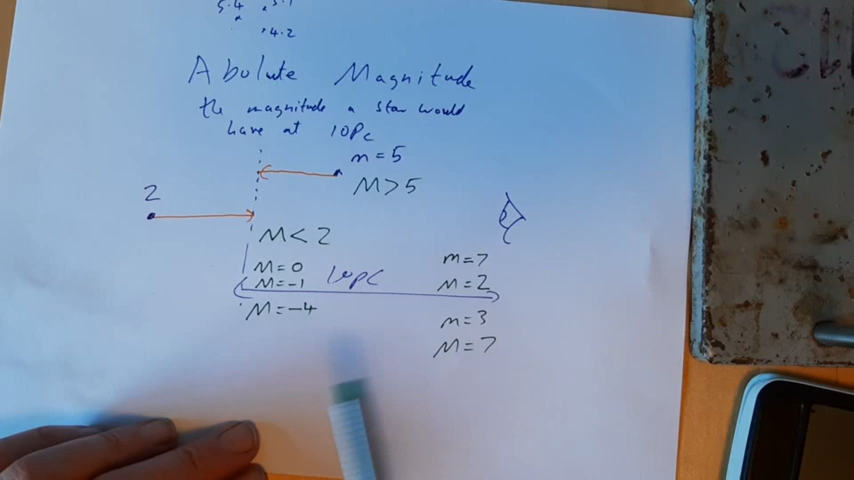 5.4
4.2
Abolute Magnitude
the magnitude a star would
have at 10Pc
m=5
M>5
2
M<2
M=0
M=-1
10pc
M=-4
m=7
M=2
m=3
M=7